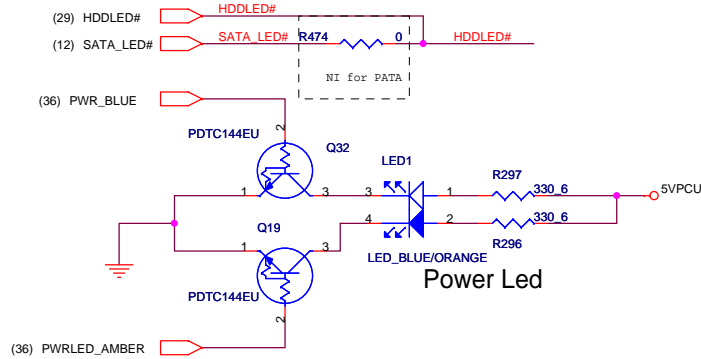 (29) HDDLED# HDDLED#
(12) SATA_LED# SATA_LED# R474 0 HDDLED#
NI for PATA
(36) PWR_BLUE
2
PDTC144EU
Q32
LED1
R297
1 3 3 1 330_6 5VPCU
4 2 330_6
Q19
R296
1 3
LED_BLUE/ORANGE
Power Led
PDTC144EU
2
(36) PWRLED_AMBER